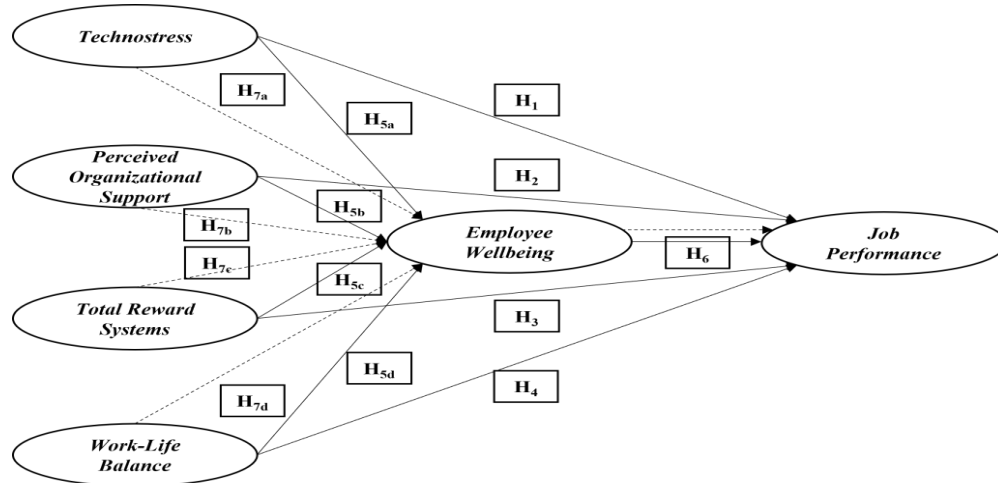 Technostress
H7a
H1
H5a
Perceived
Organizational
Support
H2
H5b
H7b
Employee
Wellbeing
Job
Performance
H6
H7c
H5c
Total Reward
Systems
H3
H5d
H4
H7d
Work-Life
Balance